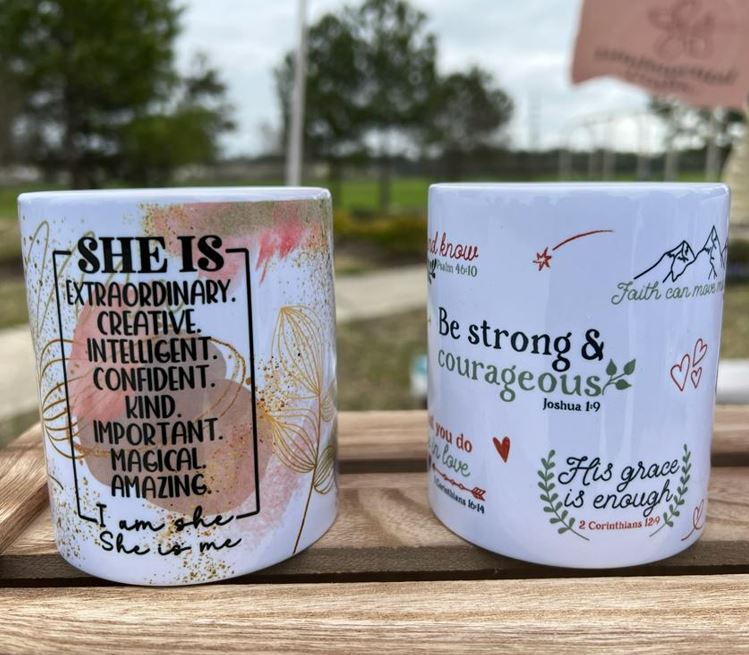 SHE IS
EXTRAORDINARY.
CREATIVE.
INTELLIGENT.
CONFIDENT.
KIND.
IMPORTANT.
MAGICAL.
AMAZING.
I am she
She is me
know
Psalm 46:10
Faith can move
Be strong &
courageous
Joshua 1:9
you do
love
Corinthians 16:14
His grace
is enough
2 Corinthians 12:9